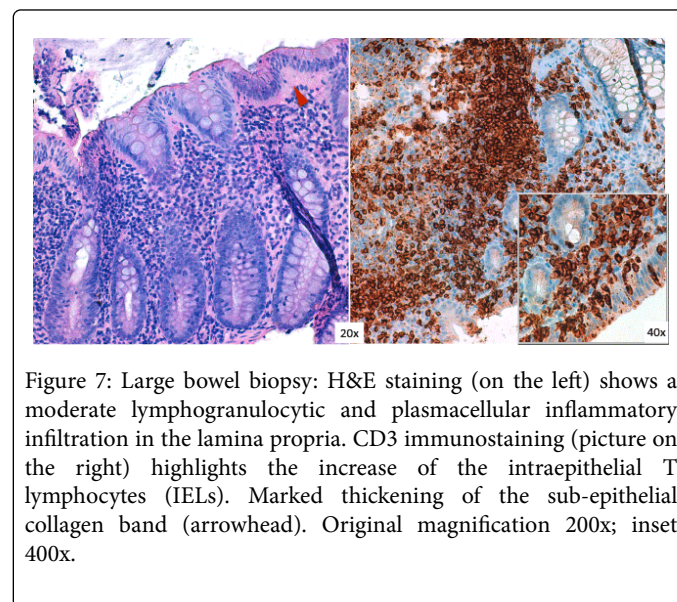 20x
40x
Figure 7: Large bowel biopsy: H&E staining (on the left) shows a
moderate lymphogranulocytic and plasmacellular inflammatory
infiltration in the lamina propria. CD3 immunostaining (picture on
the right) highlights the increase of the intraepithelial T
lymphocytes (IELs). Marked thickening of the sub-epithelial
collagen band (arrowhead). Original magnification 200x; inset
400x.